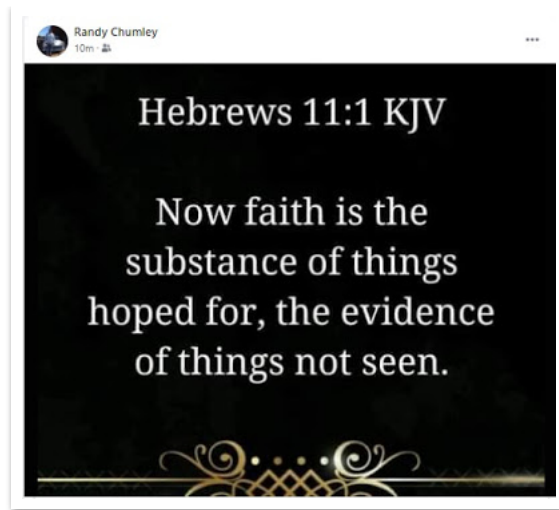 Randy Chumley
10m ·
Hebrews 11:1 KJV
Now faith is the
substance of things
hoped for, the evidence
of things not seen.